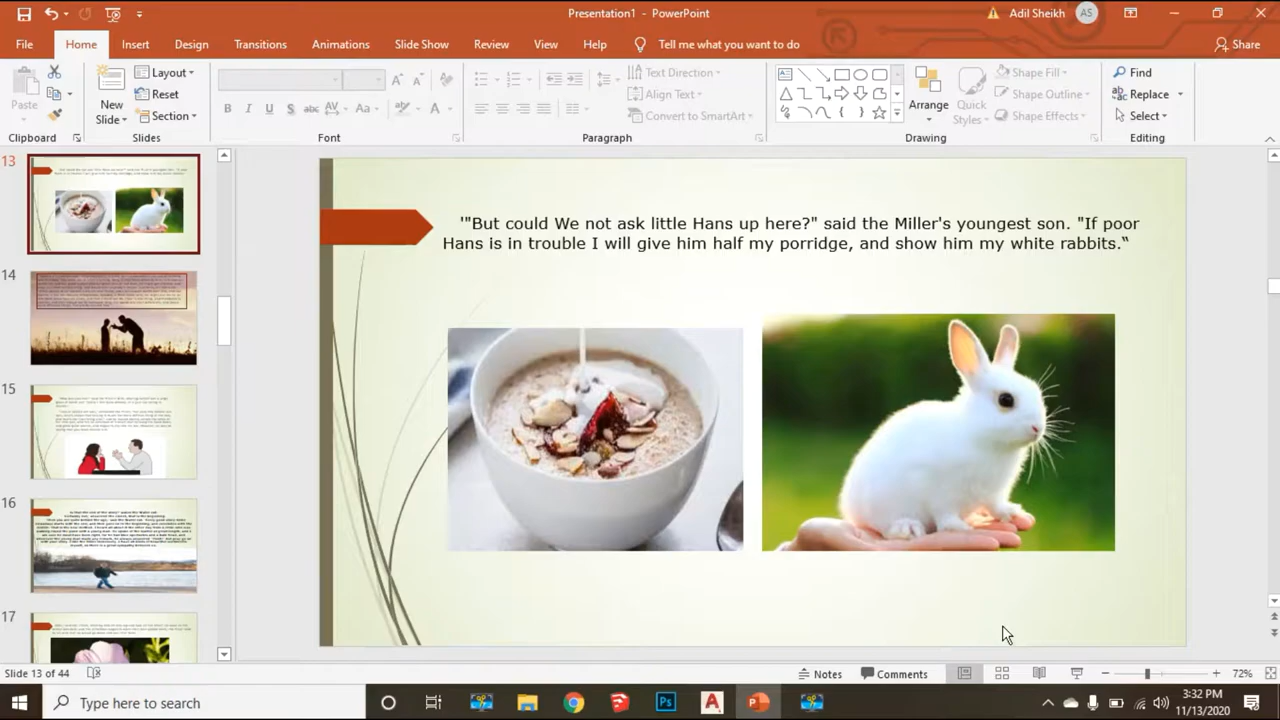 Presentation1 - PowerPoint
Adil Sheikh
AS
File
Home
Insert
Design
Transitions
Animations
Slide Show
Review
View
Help
Tell me what you want to do
Share
Paste
New
Slide
Layout
Reset
Section
Text Direction
Align Text
Convert to SmartArt
Arrange
Quick
Styles
Shape Fill
Shape Outline
Shape Effects
Find
Replace
Select
Clipboard
Slides
Font
Paragraph
Drawing
Editing
13
14
15
16
17
'"But could We not ask little Hans up here?" said the Miller's youngest son. "If poor
Hans is in trouble I will give him half my porridge, and show him my white rabbits.“
Slide 13 of 44
Notes
Comments
72%
Type here to search
3:32 PM
11/13/2020